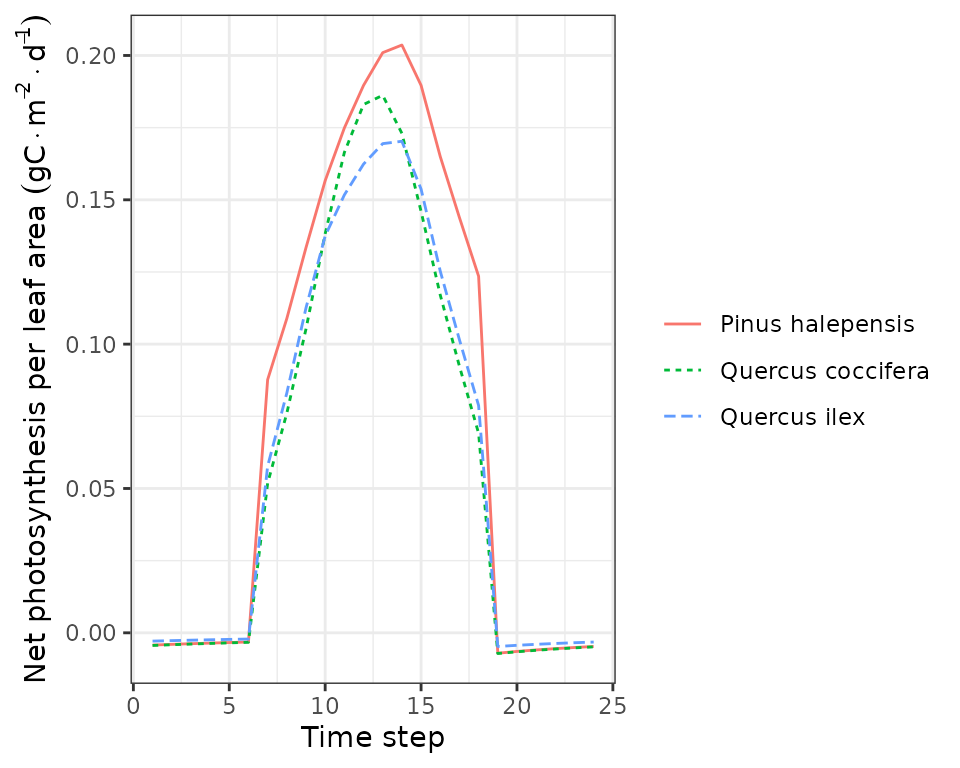 Net photosynthesis per leaf area (gC · m⁻² · d⁻¹)
0.20
0.15
0.10
0.05
0.00
0 5 10 15 20 25
Time step
Pinus halepensis
Quercus coccifera
Quercus ilex